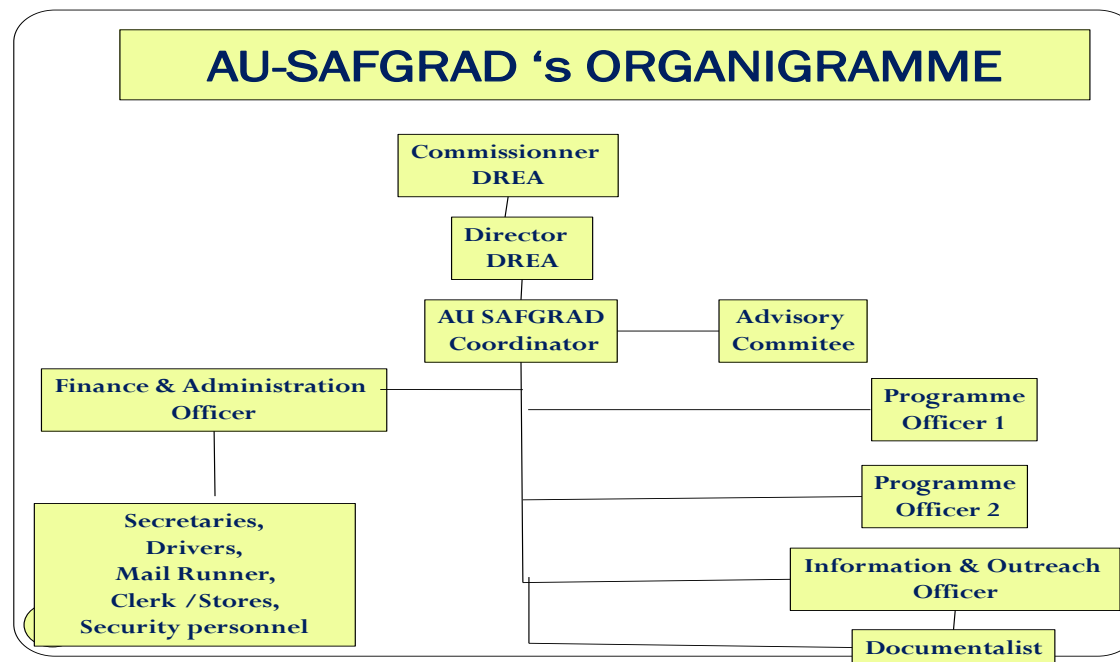 AU-SAFGRAD ‘s ORGANIGRAMME
Commissionner
DREA
Director
DREA
AU SAFGRAD
Coordinator
Advisory
Commitee
Finance & Administration
Officer
Programme
Officer 1
Programme
Officer 2
Secretaries,
Drivers,
Mail Runner,
Clerk /Stores,
Security personnel
Information & Outreach
Officer
Documentalist